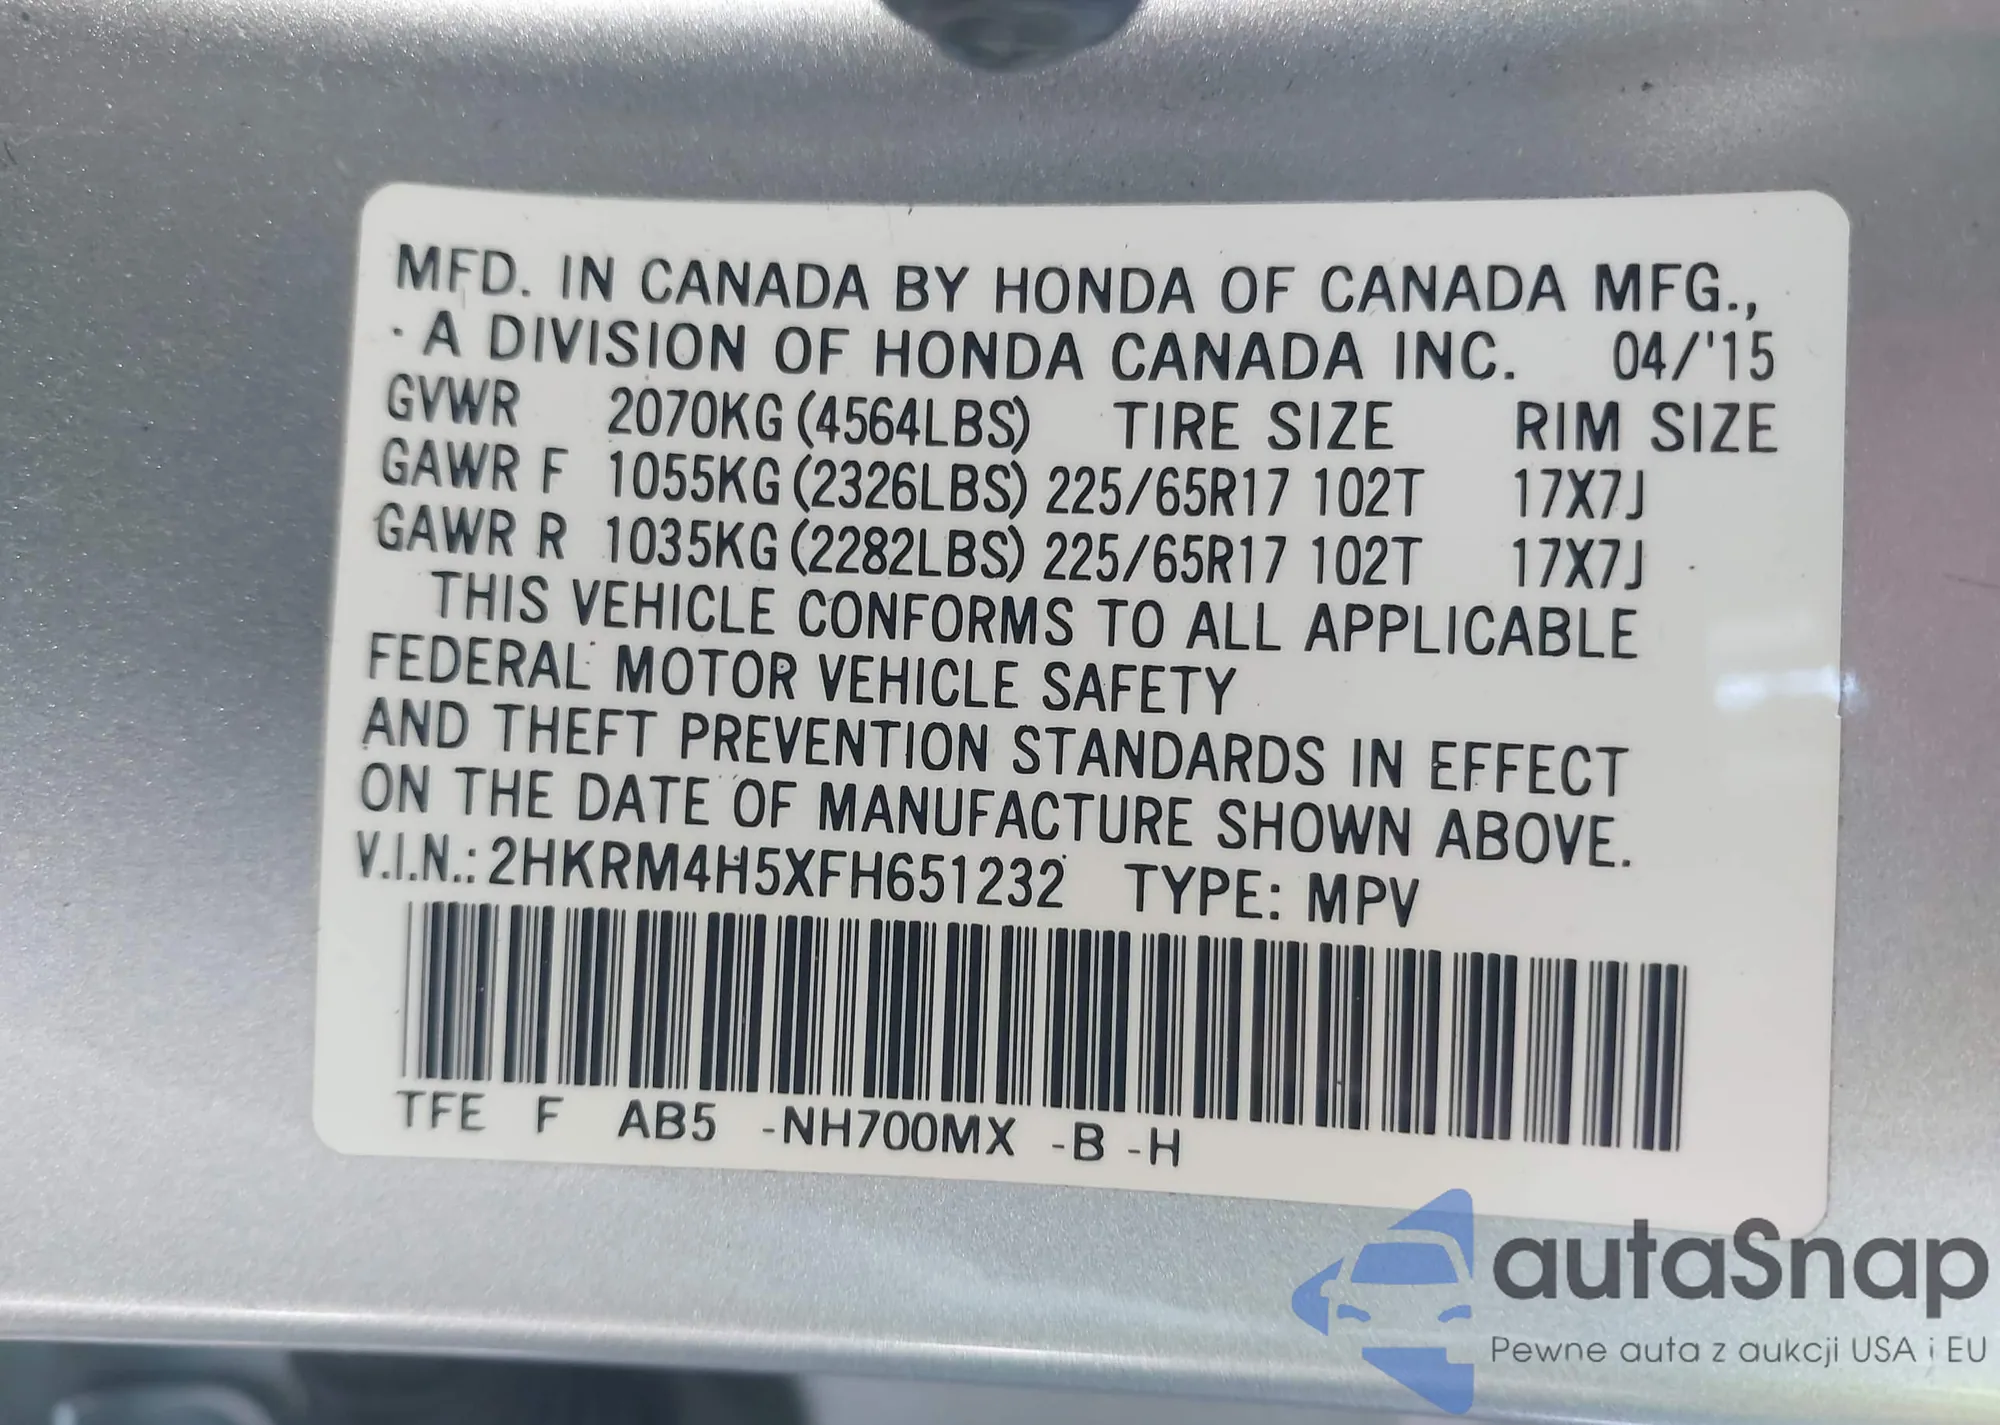 MFD. IN CANADA BY HONDA OF CANADA MFG.,
A DIVISION OF HONDA CANADA INC. 04/'15
GVWR 2070KG (4564LBS) TIRE SIZE RIM SIZE
GAWR F 1055KG (2326LBS) 225/65R17 102T 17X7J
GAWR R 1035KG (2282LBS) 225/65R17 102T 17X7J
THIS VEHICLE CONFORMS TO ALL APPLICABLE
FEDERAL MOTOR VEHICLE SAFETY
AND THEFT PREVENTION STANDARDS IN EFFECT
ON THE DATE OF MANUFACTURE SHOWN ABOVE.
V.I.N.: 2HKRM4H5XFH651232 TYPE: MPV
TFE F AB5 -NH700MX -B -H
autaSnap
Pewne auta z aukcji USA i EU